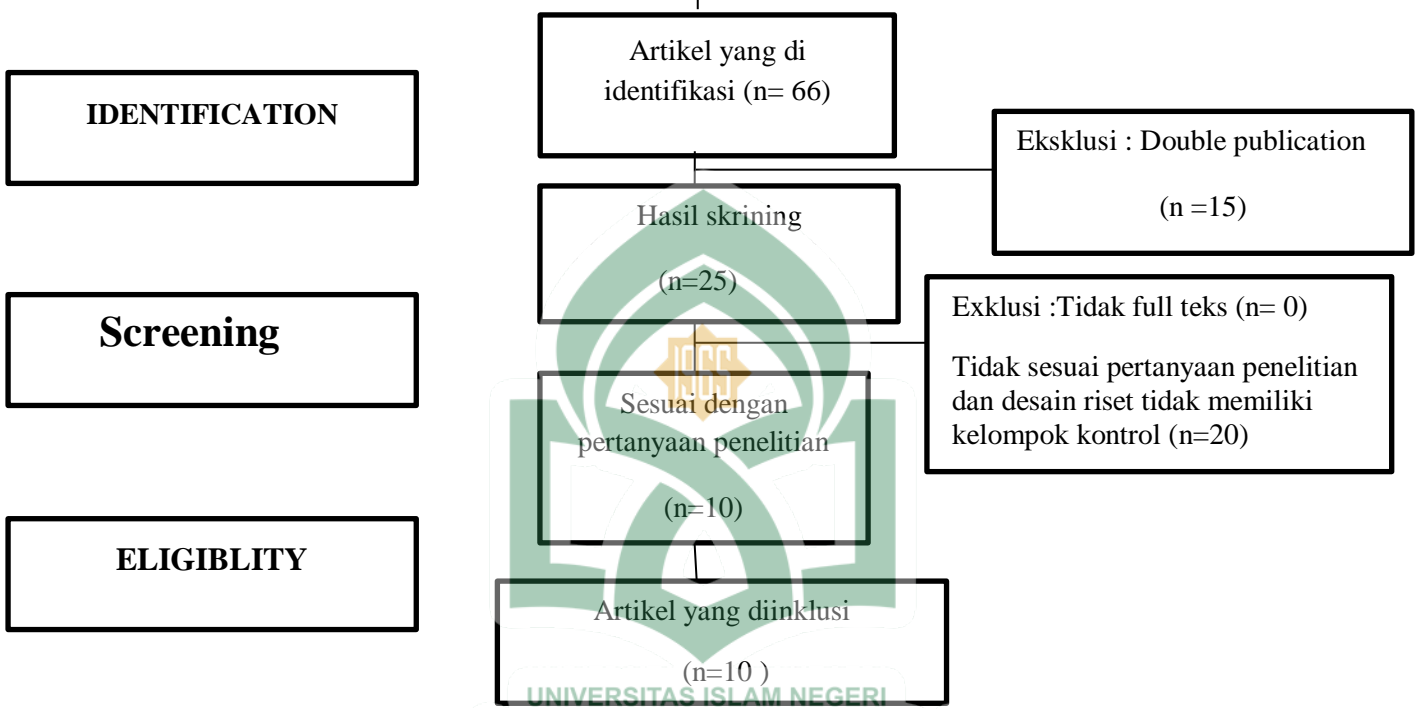 Artikel yang di
identifikasi (n= 66)
IDENTIFICATION
Eksklusi : Double publication
(n =15)
Hasil skrining
(n=25)
Screening
Exklusi :Tidak full teks (n= 0)
Tidak sesuai pertanyaan penelitian
dan desain riset tidak memiliki
kelompok kontrol (n=20)
Sesuai dengan
pertanyaan penelitian
(n=10)
ELIGIBLITY
Artikel yang diinklusi
(n=10 )
UNIVERSITAS ISLAM NEGERI